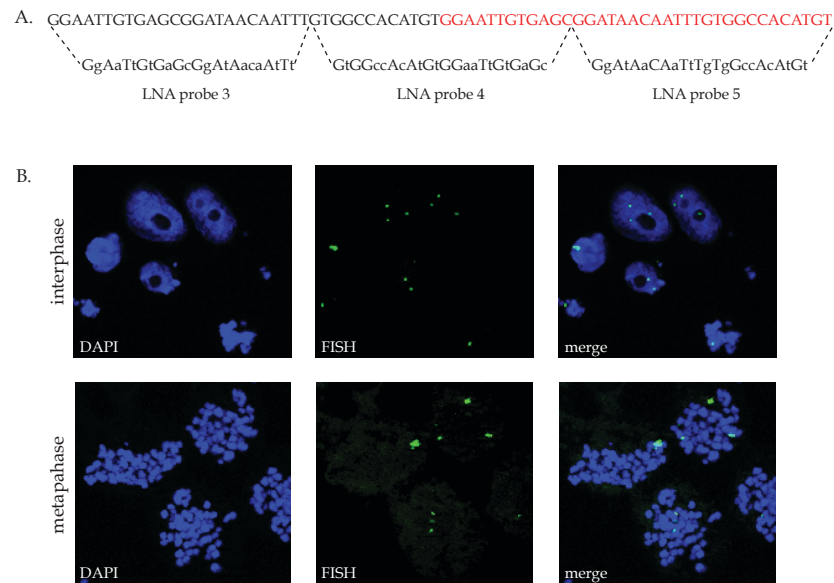 A. GGAATTGTGAGCGGATAACAATTTGTGGCCACATGTGGAATTGTGAGCGGATAACAATTTGTGGCCACATGT
GgAaTtGtGaGcGgAtAacaAtTt GtGGccAcAtGtGGaaTtGtGaGc GgAtAaCAaTtTgTgGccAcAtGt
LNA probe 3 LNA probe 4 LNA probe 5
B.
interphase
DAPI FISH merge
metapahase
DAPI FISH merge